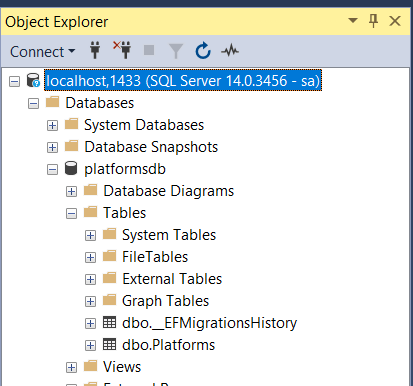 Object Explorer
Connect
localhost,1433 (SQL Server 14.0.3456 - sa)
Databases
System Databases
Database Snapshots
platformsdb
Database Diagrams
Tables
System Tables
FileTables
External Tables
Graph Tables
dbo.__EFMigrationsHistory
dbo.Platforms
Views